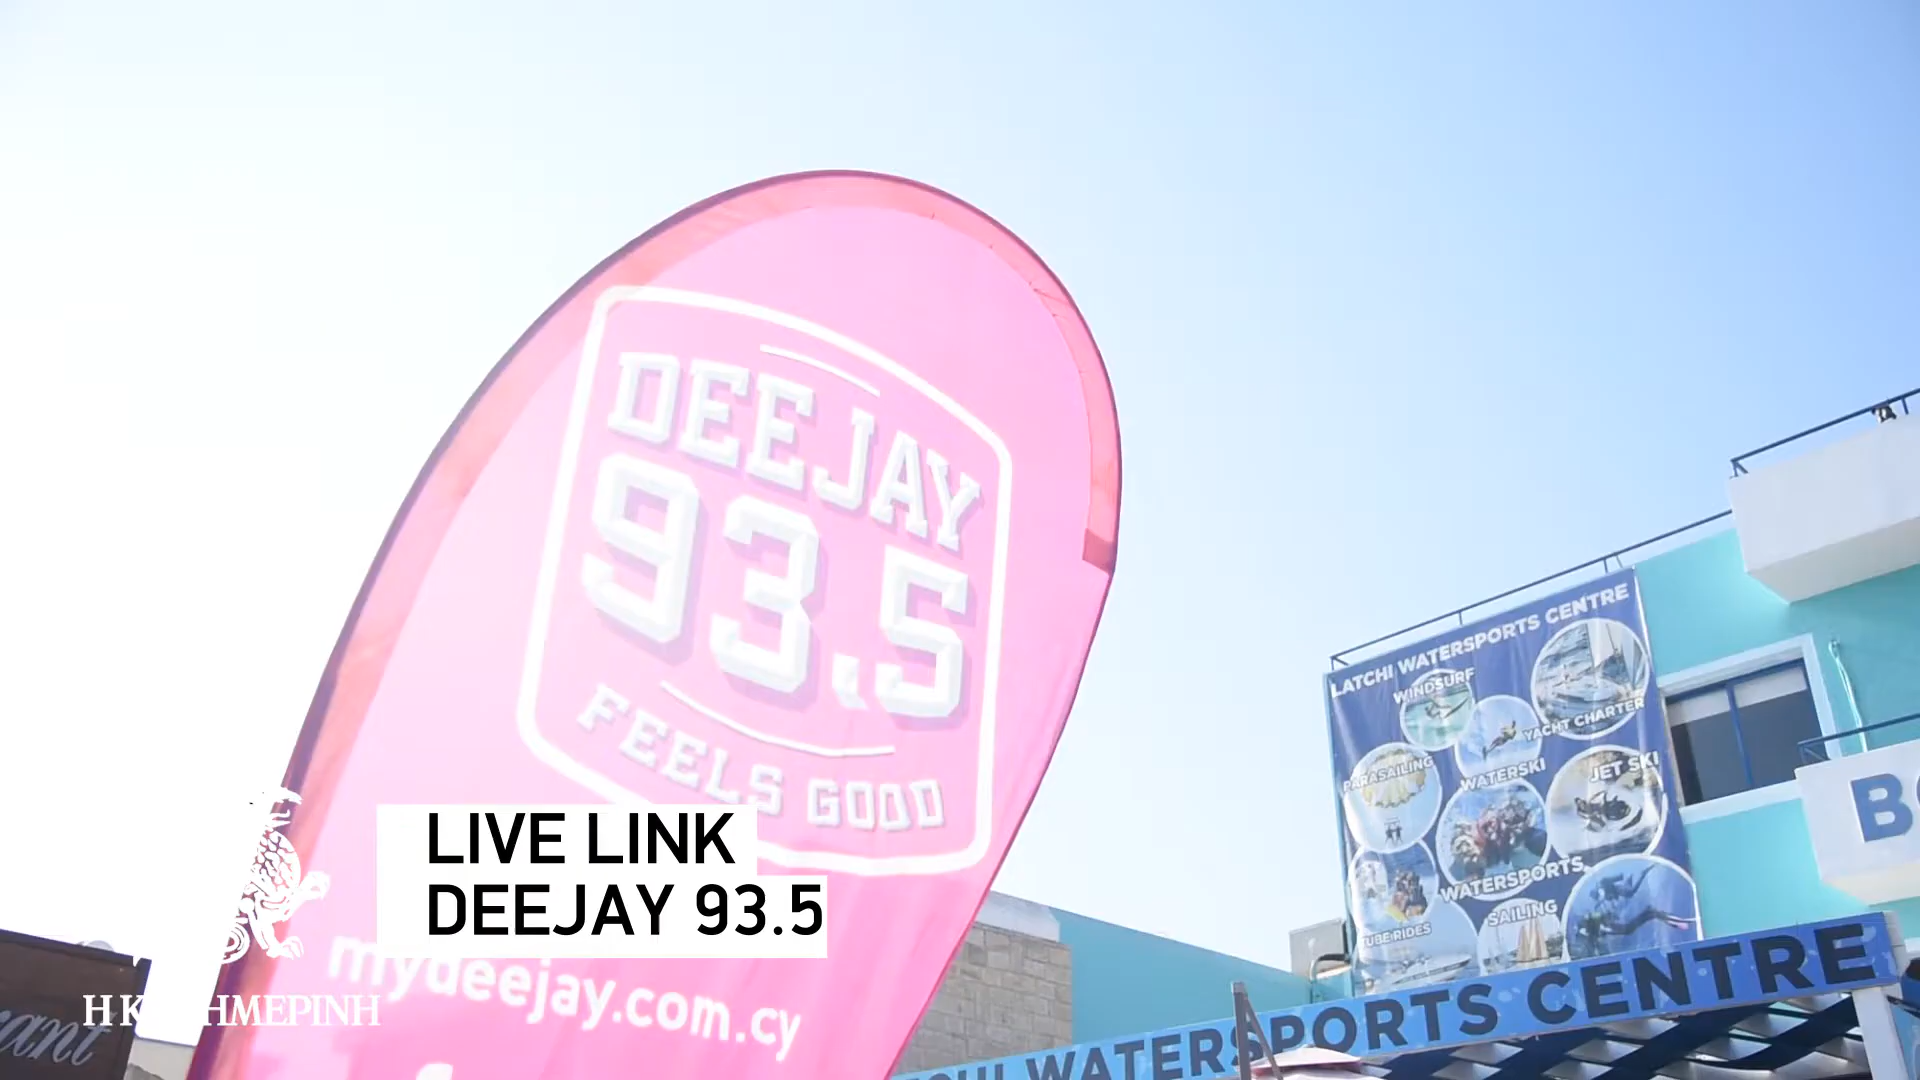 DEEJAY
93.5
FEELS GOOD
mydeejay.com.cy
LIVE LINK
DEEJAY 93.5
LATCHI WATERSPORTS CENTRE
WINDSURF
YACHT CHARTER
PARASAILING
WATERSKI
JET SKI
WATERSPORTS
SAILING
TUBE RIDES
WATERSPORTS CENTRE